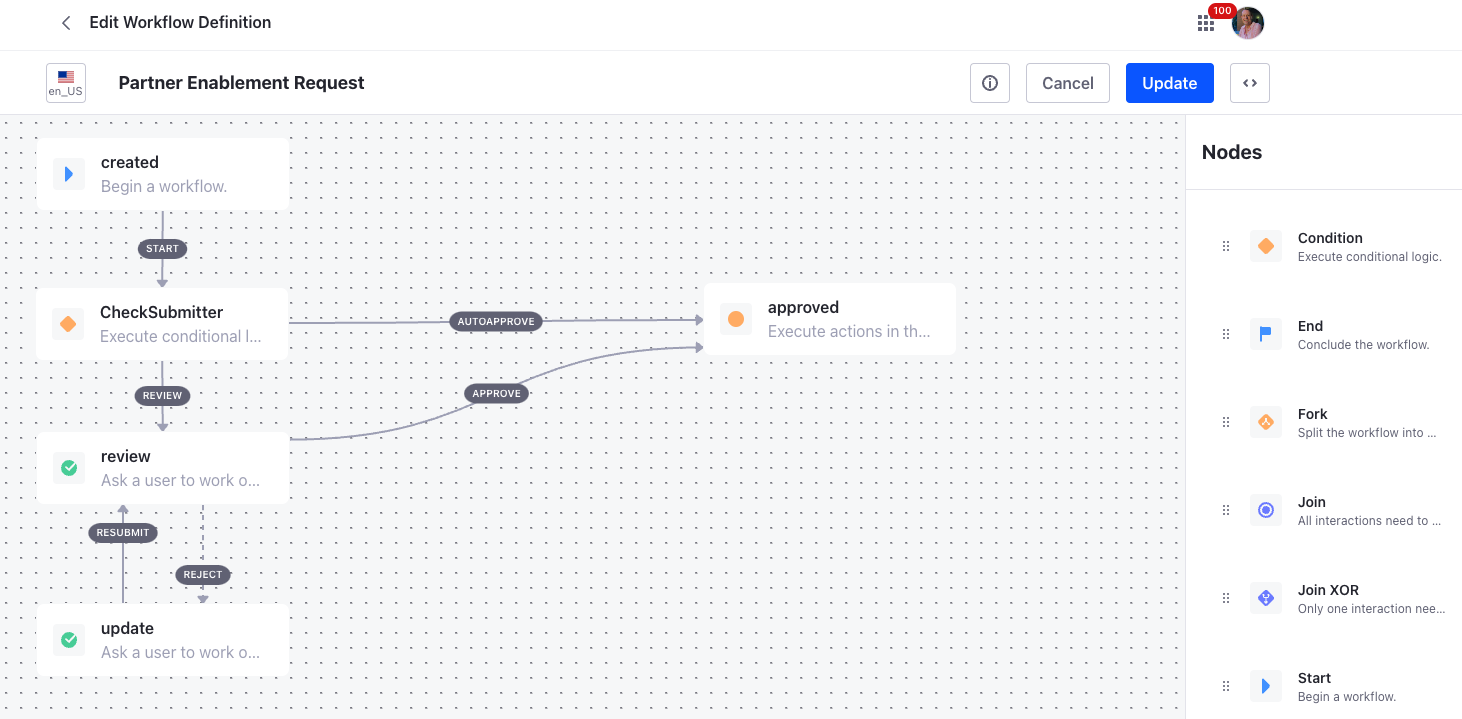 Edit Workflow Definition
100
en_US
Partner Enablement Request
Cancel
Update
created
Begin a workflow.
START
CheckSubmitter
Execute conditional l...
AUTOAPPROVE
approved
Execute actions in th...
REVIEW
APPROVE
review
Ask a user to work o...
RESUBMIT
REJECT
update
Ask a user to work o...
Nodes
Condition
Execute conditional logic.
End
Conclude the workflow.
Fork
Split the workflow into ...
Join
All interactions need to ...
Join XOR
Only one interaction nee...
Start
Begin a workflow.